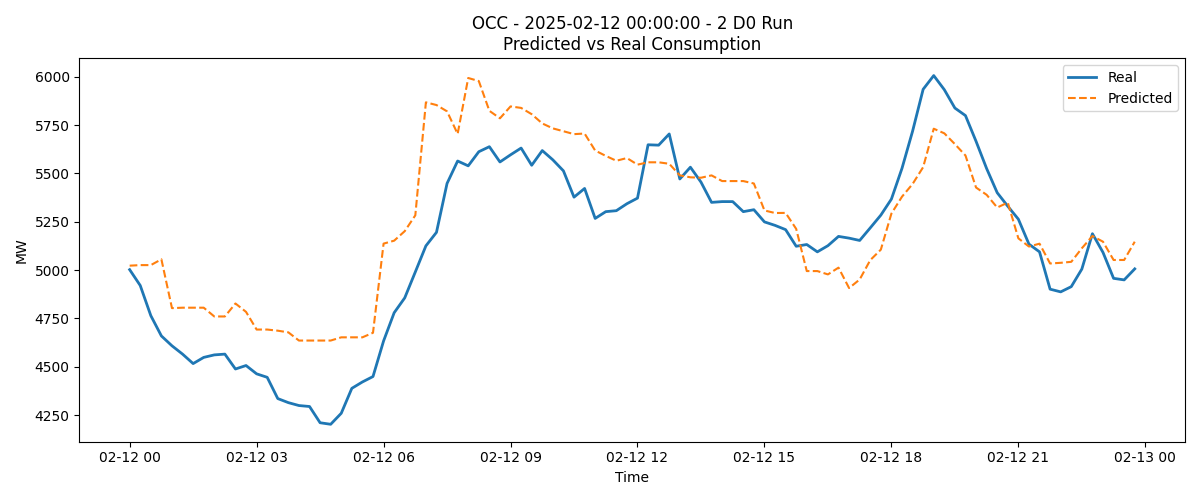 OCC - 2025-02-12 00:00:00 - 2 D0 Run
Predicted vs Real Consumption
Real
Predicted
6000
5750
5500
5250
5000
4750
4500
4250
MW
02-12 00
02-12 03
02-12 06
02-12 09
02-12 12
02-12 15
02-12 18
02-12 21
02-13 00
Time